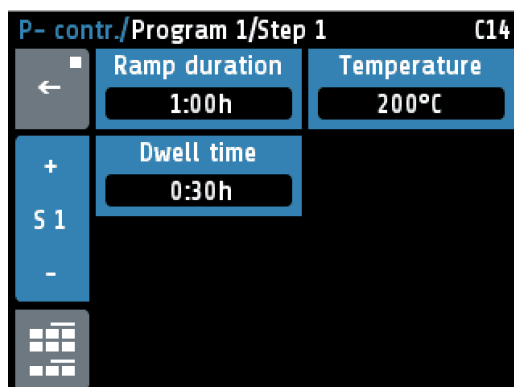 P- contr./Program 1/Step 1 C14
Ramp duration Temperature
1:00h 200°C
Dwell time
0:30h
+
S 1
-